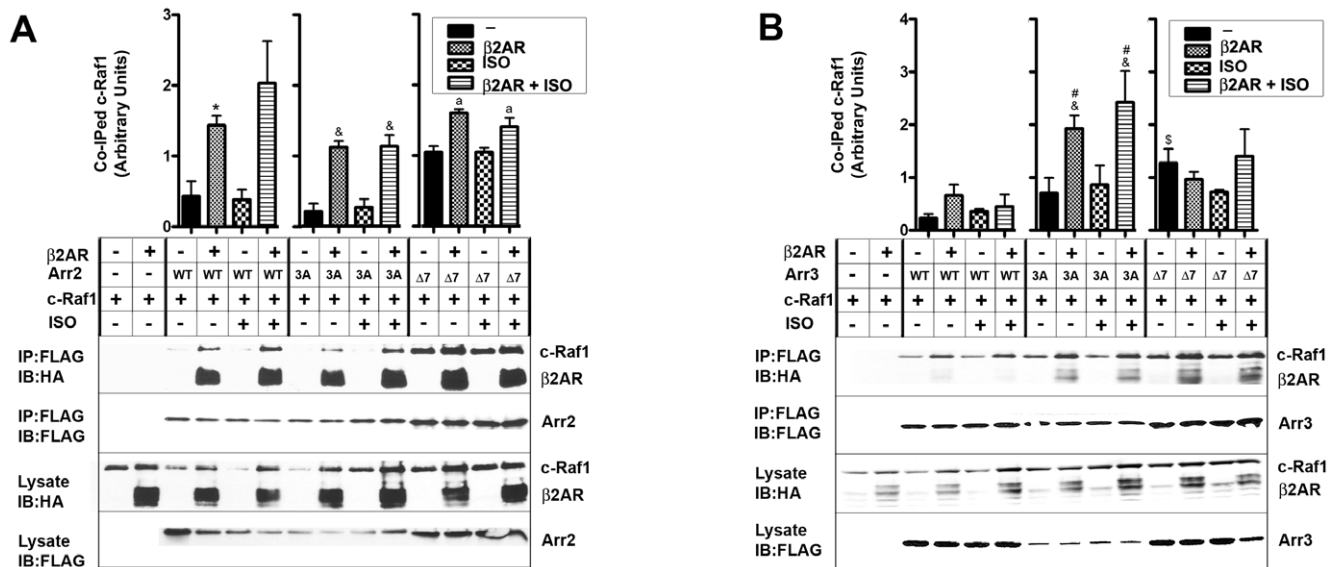 A
Co-IPed c-Raf1
(Arbitrary Units)
3
2
1
0
*
&
&
a
a
–
β2AR
ISO
β2AR + ISO
β2AR - + - + - + - + - + - + - +
Arr2 - - WT WT WT WT 3A 3A 3A 3A Δ7 Δ7 Δ7 Δ7
c-Raf1 + + + + + + + + + + + + + +
ISO - - - - + + - - + + - - + +
IP:FLAG
IB:HA
c-Raf1
β2AR
IP:FLAG
IB:FLAG
Arr2
Lysate
IB:HA
c-Raf1
β2AR
Lysate
IB:FLAG
Arr2
B
Co-IPed c-Raf1
(Arbitrary Units)
4
3
2
1
0
#
&
#
&
$
–
β2AR
ISO
β2AR + ISO
β2AR - + - + - + - + - + - + - +
Arr3 - - WT WT WT WT 3A 3A 3A 3A Δ7 Δ7 Δ7 Δ7
c-Raf1 + + + + + + + + + + + + + +
ISO - - - - + + - - + + - - + +
IP:FLAG
IB:HA
c-Raf1
β2AR
IP:FLAG
IB:FLAG
Arr3
Lysate
IB:HA
c-Raf1
β2AR
Lysate
IB:FLAG
Arr3